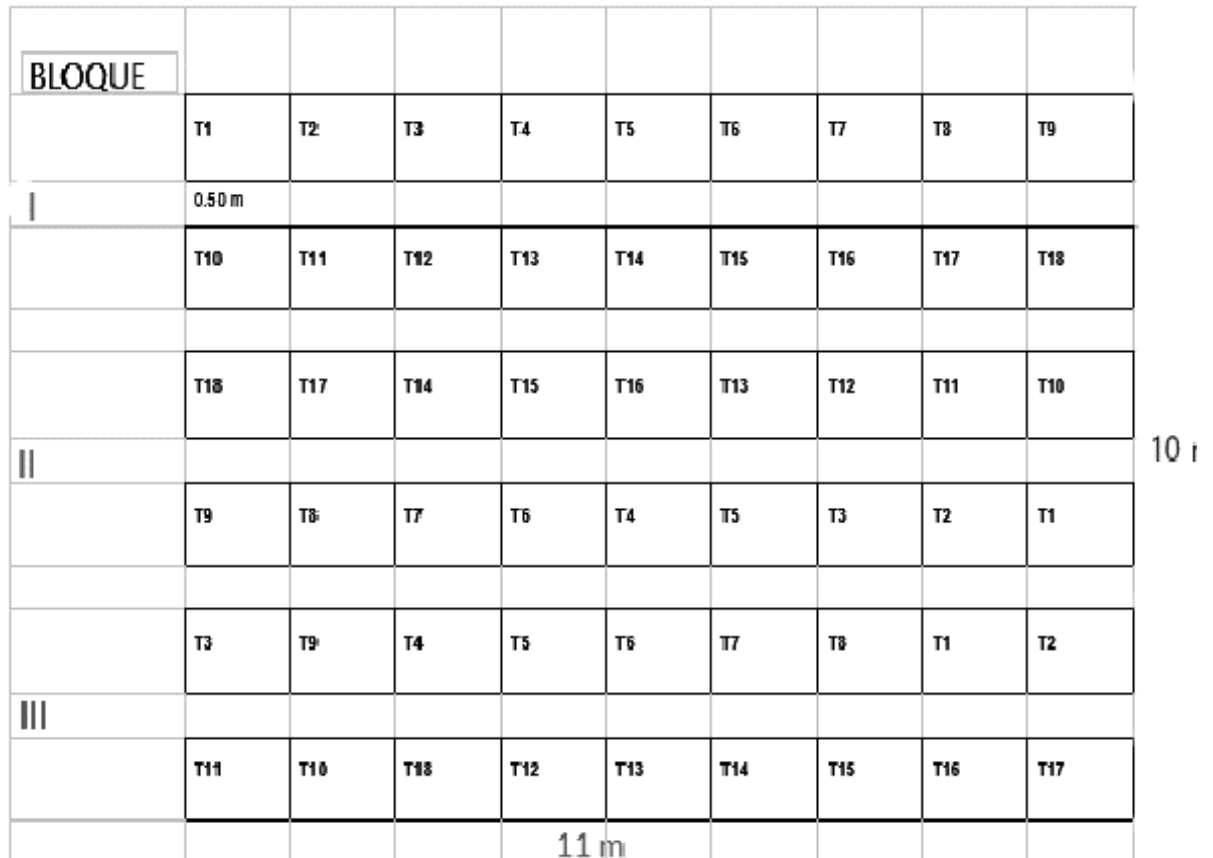 BLOQUE
T1 T2 T3 T4 T5 T6 T7 T8 T9
I 0.50 m
T10 T11 T12 T13 T14 T15 T16 T17 T18
T18 T17 T14 T15 T16 T13 T12 T11 T10
II
10
T9 T8 T7 T6 T4 T5 T3 T2 T1
T3 T9 T4 T5 T6 T7 T8 T1 T2
III
T11 T10 T18 T12 T13 T14 T15 T16 T17
11 m